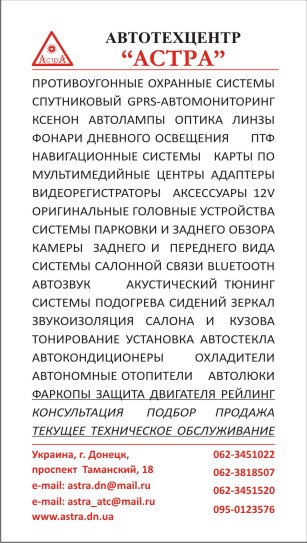 АВТОТЕХЦЕНТР
АСТРА
“АСТРА”
ПРОТИВОУГОННЫЕ ОХРАННЫЕ СИСТЕМЫ
СПУТНИКОВЫЙ GPRS-АВТОМОНИТОРИНГ
КСЕНОН АВТОЛАМПЫ ОПТИКА ЛИНЗЫ
ФОНАРИ ДНЕВНОГО ОСВЕЩЕНИЯ ПТФ
НАВИГАЦИОННЫЕ СИСТЕМЫ КАРТЫ ПО
МУЛЬТИМЕДИЙНЫЕ ЦЕНТРЫ АДАПТЕРЫ
ВИДЕОРЕГИСТРАТОРЫ АКСЕССУАРЫ 12V
ОРИГИНАЛЬНЫЕ ГОЛОВНЫЕ УСТРОЙСТВА
СИСТЕМЫ ПАРКОВКИ И ЗАДНЕГО ОБЗОРА
КАМЕРЫ ЗАДНЕГО И ПЕРЕДНЕГО ВИДА
СИСТЕМЫ САЛОННОЙ СВЯЗИ BLUETOOTH
АВТОЗВУК АКУСТИЧЕСКИЙ ТЮНИНГ
СИСТЕМЫ ПОДОГРЕВА СИДЕНИЙ ЗЕРКАЛ
ЗВУКОИЗОЛЯЦИЯ САЛОНА И КУЗОВА
ТОНИРОВАНИЕ УСТАНОВКА АВТОСТЕКЛА
АВТОКОНДИЦИОНЕРЫ ОХЛАДИТЕЛИ
АВТОНОМНЫЕ ОТОПИТЕЛИ АВТОЛЮКИ
ФАРКОПЫ ЗАЩИТА ДВИГАТЕЛЯ РЕЙЛИНГ
КОНСУЛЬТАЦИЯ ПОДБОР ПРОДАЖА
ТЕКУЩЕЕ ТЕХНИЧЕСКОЕ ОБСЛУЖИВАНИЕ
Украина, г. Донецк, 062-3451022
проспект Таманский, 18 062-3818507
e-mail: astra.dn@mail.ru 062-3451520
e-mail: astra_atc@mail.ru 095-0123576
www.astra.dn.ua